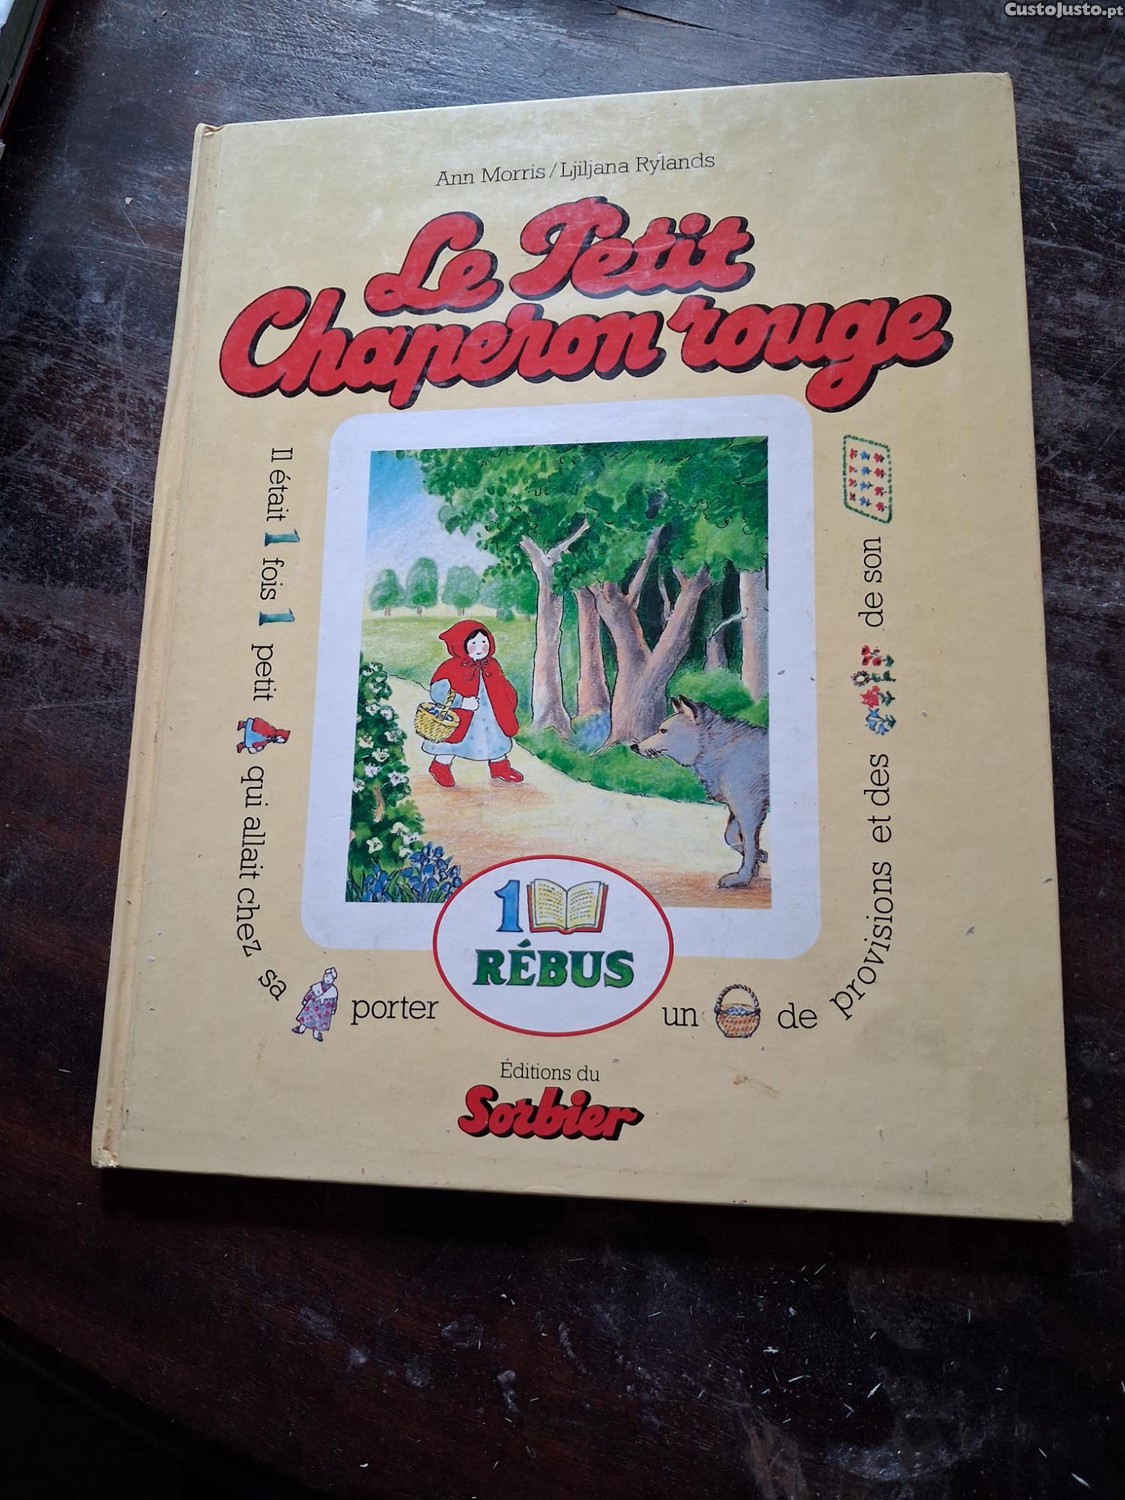 CustoJusto.pt
Ann Morris/Ljiljana Rylands
Le Petit
Chaperon rouge
Il était 1 fois 1 petit qui allait chez sa porter un de provisions et des de son
1
RÉBUS
Éditions du
Sorbier